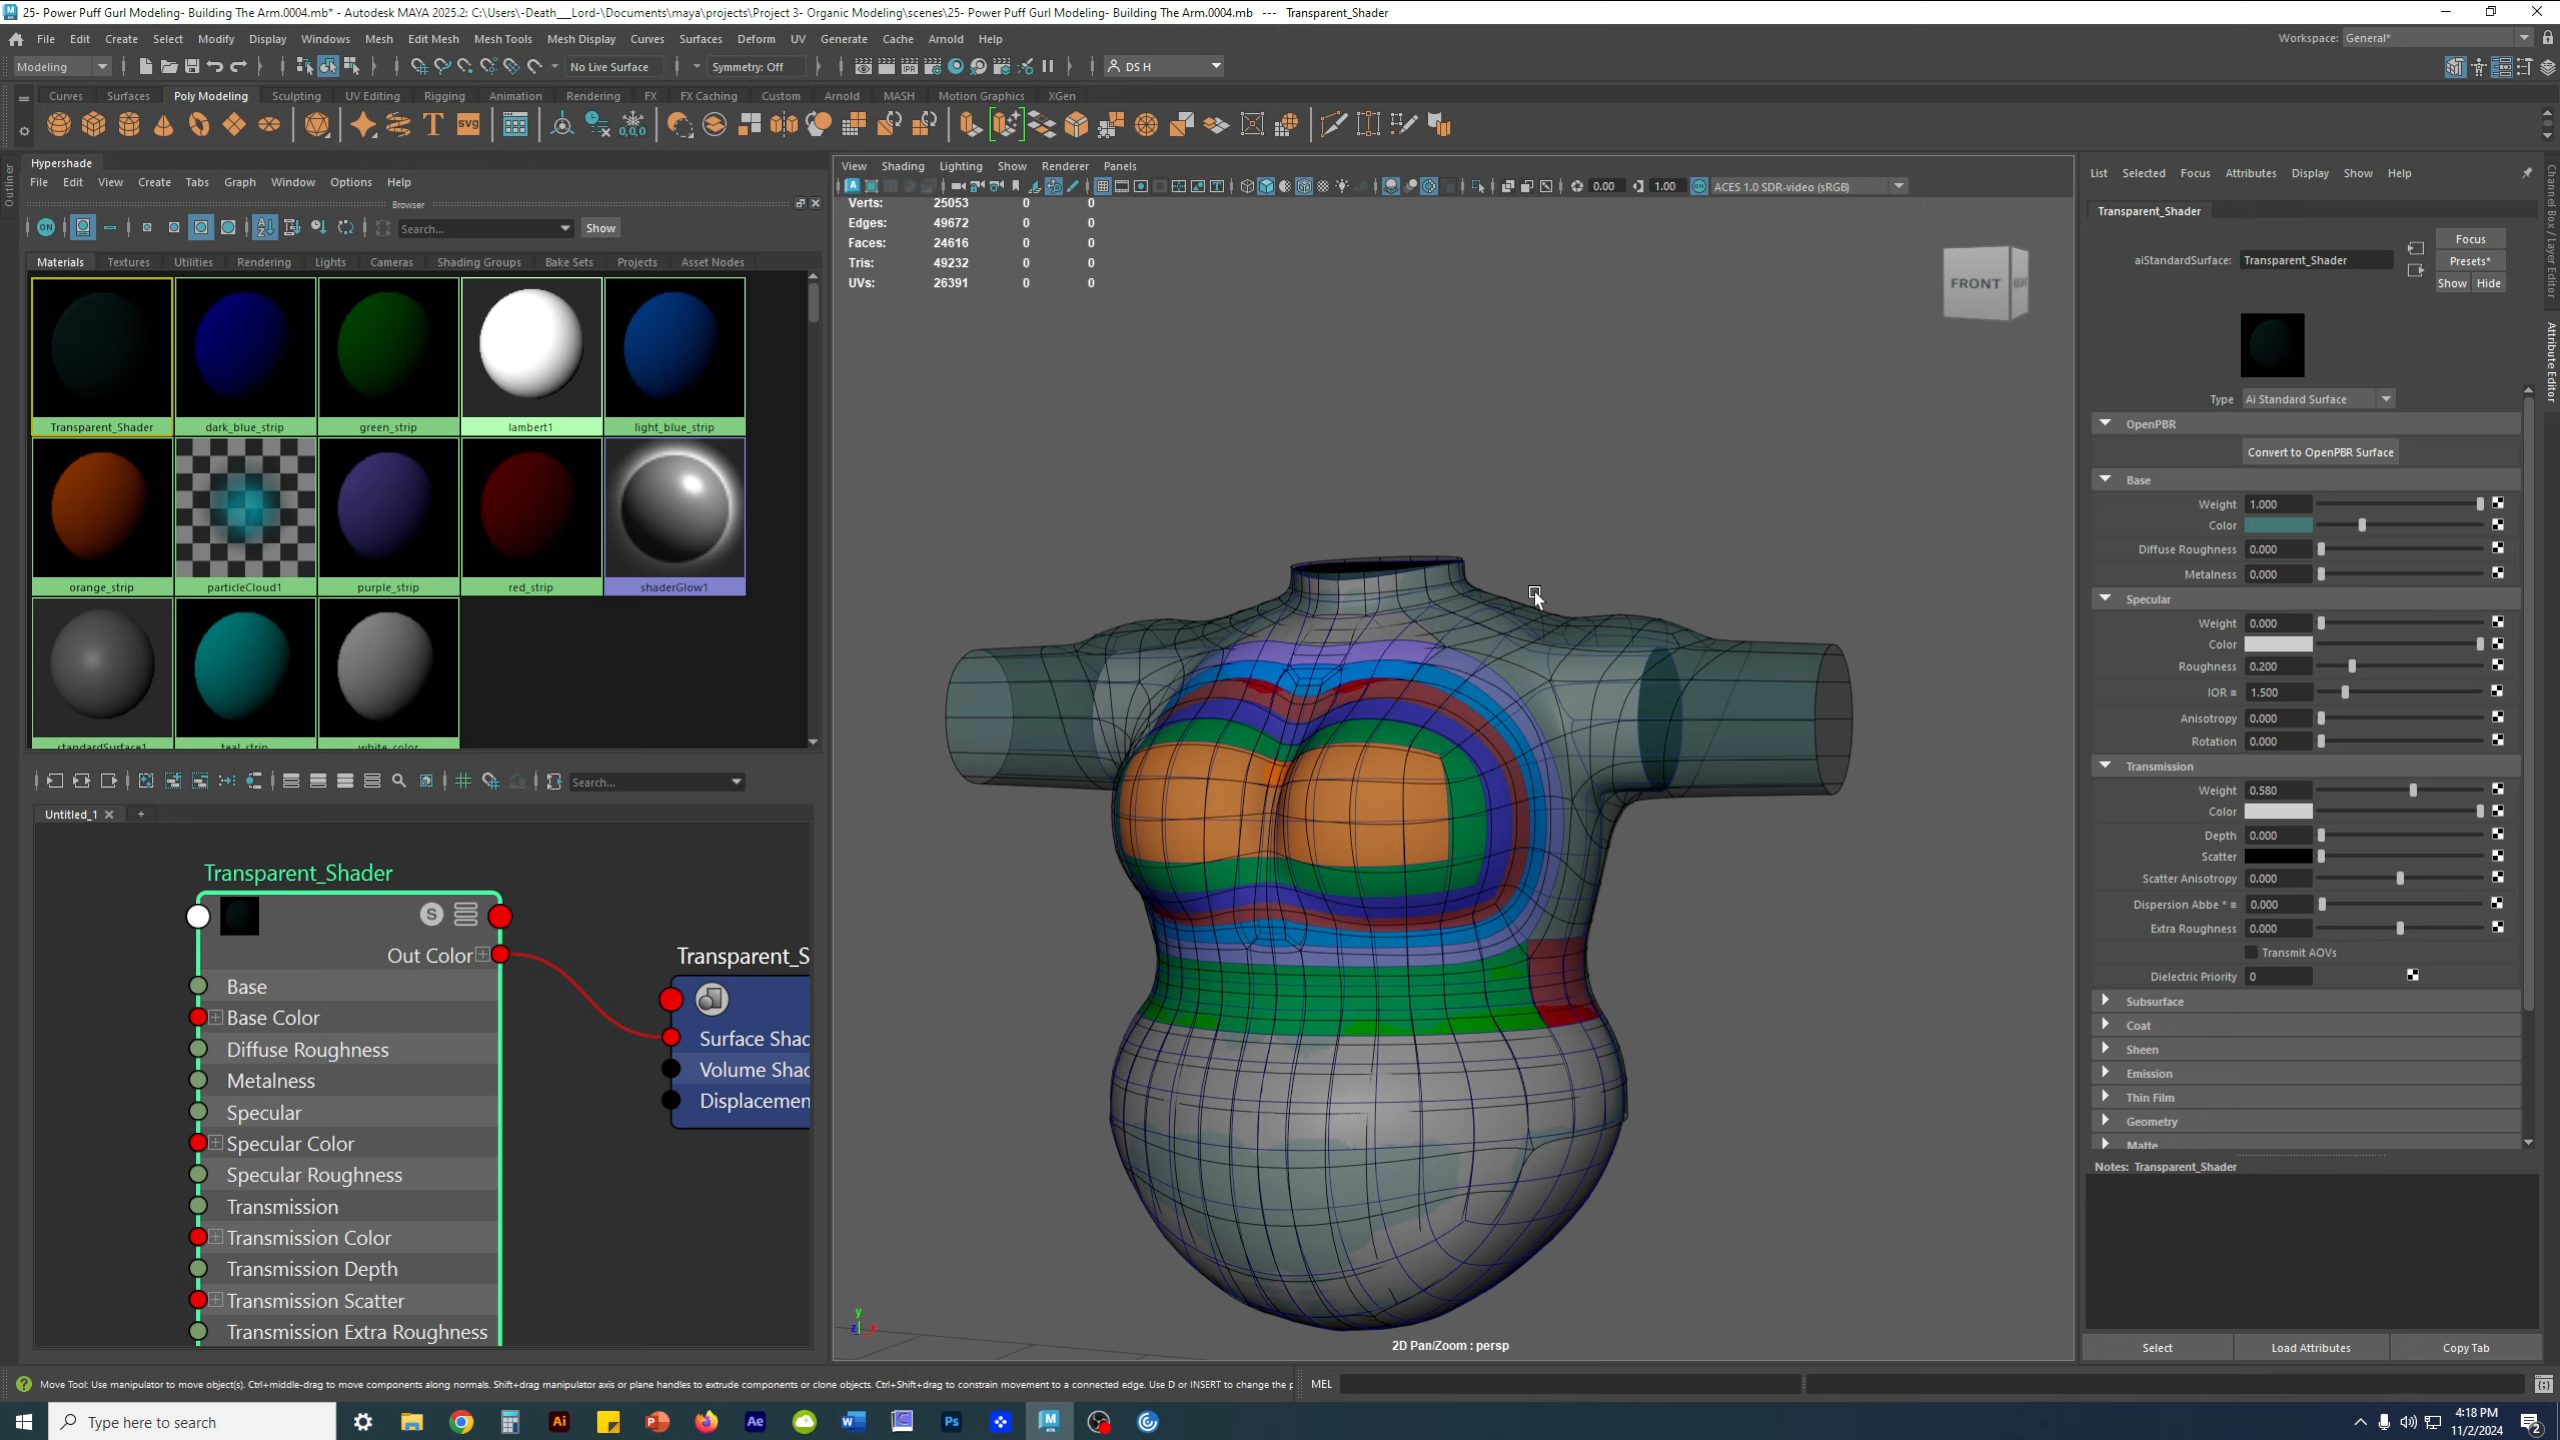 25- Power Puff Gurl Modeling- Building The Arm.0004.mb* - Autodesk MAYA 2025.2: C:\Users\-Death__Lord-\Documents\maya\projects\Project 3- Organic Modeling\scenes\25- Power Puff Gurl Modeling- Building The Arm.0004.mb --- Transparent_Shader
File Edit Create Select Modify Display Windows Mesh Edit Mesh Mesh Tools Mesh Display Curves Surfaces Deform UV Generate Cache Arnold Help
Workspace: General*
Modeling No Live Surface Symmetry: Off DS H
Curves Surfaces Poly Modeling Sculpting UV Editing Rigging Animation Rendering FX FX Caching Custom Arnold MASH Motion Graphics XGen
Outliner
Hypershade
File Edit View Create Tabs Graph Window Options Help
Browser
ON Search... Show
Materials Textures Utilities Rendering Lights Cameras Shading Groups Bake Sets Projects Asset Nodes
Transparent_Shader dark_blue_strip green_strip lambert1 light_blue_strip
orange_strip particleCloud1 purple_strip red_strip shaderGlow1
standardSurface1 teal_strip white_color
Search...
Untitled_1 × +
Transparent_Shader
S
Out Color
Base
Base Color
Diffuse Roughness
Metalness
Specular
Specular Color
Specular Roughness
Transmission
Transmission Color
Transmission Depth
Transmission Scatter
Transmission Extra Roughness
Transparent_S
Surface Shad
Volume Shad
Displacemen
View Shading Lighting Show Renderer Panels
0.00 1.00 ACES 1.0 SDR-video (sRGB)
Verts: 25053 0 0
Edges: 49672 0 0
Faces: 24616 0 0
Tris: 49232 0 0
UVs: 26391 0 0
FRONT
2D Pan/Zoom : persp
y
z x
List Selected Focus Attributes Display Show Help
Transparent_Shader
aiStandardSurface: Transparent_Shader
Focus
Presets*
Show Hide
Type Ai Standard Surface
OpenPBR
Convert to OpenPBR Surface
Base
Weight 1.000
Color
Diffuse Roughness 0.000
Metalness 0.000
Specular
Weight 0.000
Color
Roughness 0.200
IOR = 1.500
Anisotropy 0.000
Rotation 0.000
Transmission
Weight 0.580
Color
Depth 0.000
Scatter
Scatter Anisotropy 0.000
Dispersion Abbe * = 0.000
Extra Roughness 0.000
Transmit AOVs
Dielectric Priority 0
Subsurface
Coat
Sheen
Emission
Thin Film
Geometry
Matte
Notes: Transparent_Shader
Select Load Attributes Copy Tab
Channel Box / Layer Editor
Attribute Editor
Move Tool: Use manipulator to move object(s). Ctrl+middle-drag to move components along normals. Shift+drag manipulator axis or plane handles to extrude components or clone objects. Ctrl+Shift+drag to constrain movement to a connected edge. Use D or INSERT to change the p
MEL
Type here to search
4:18 PM
11/2/2024
2